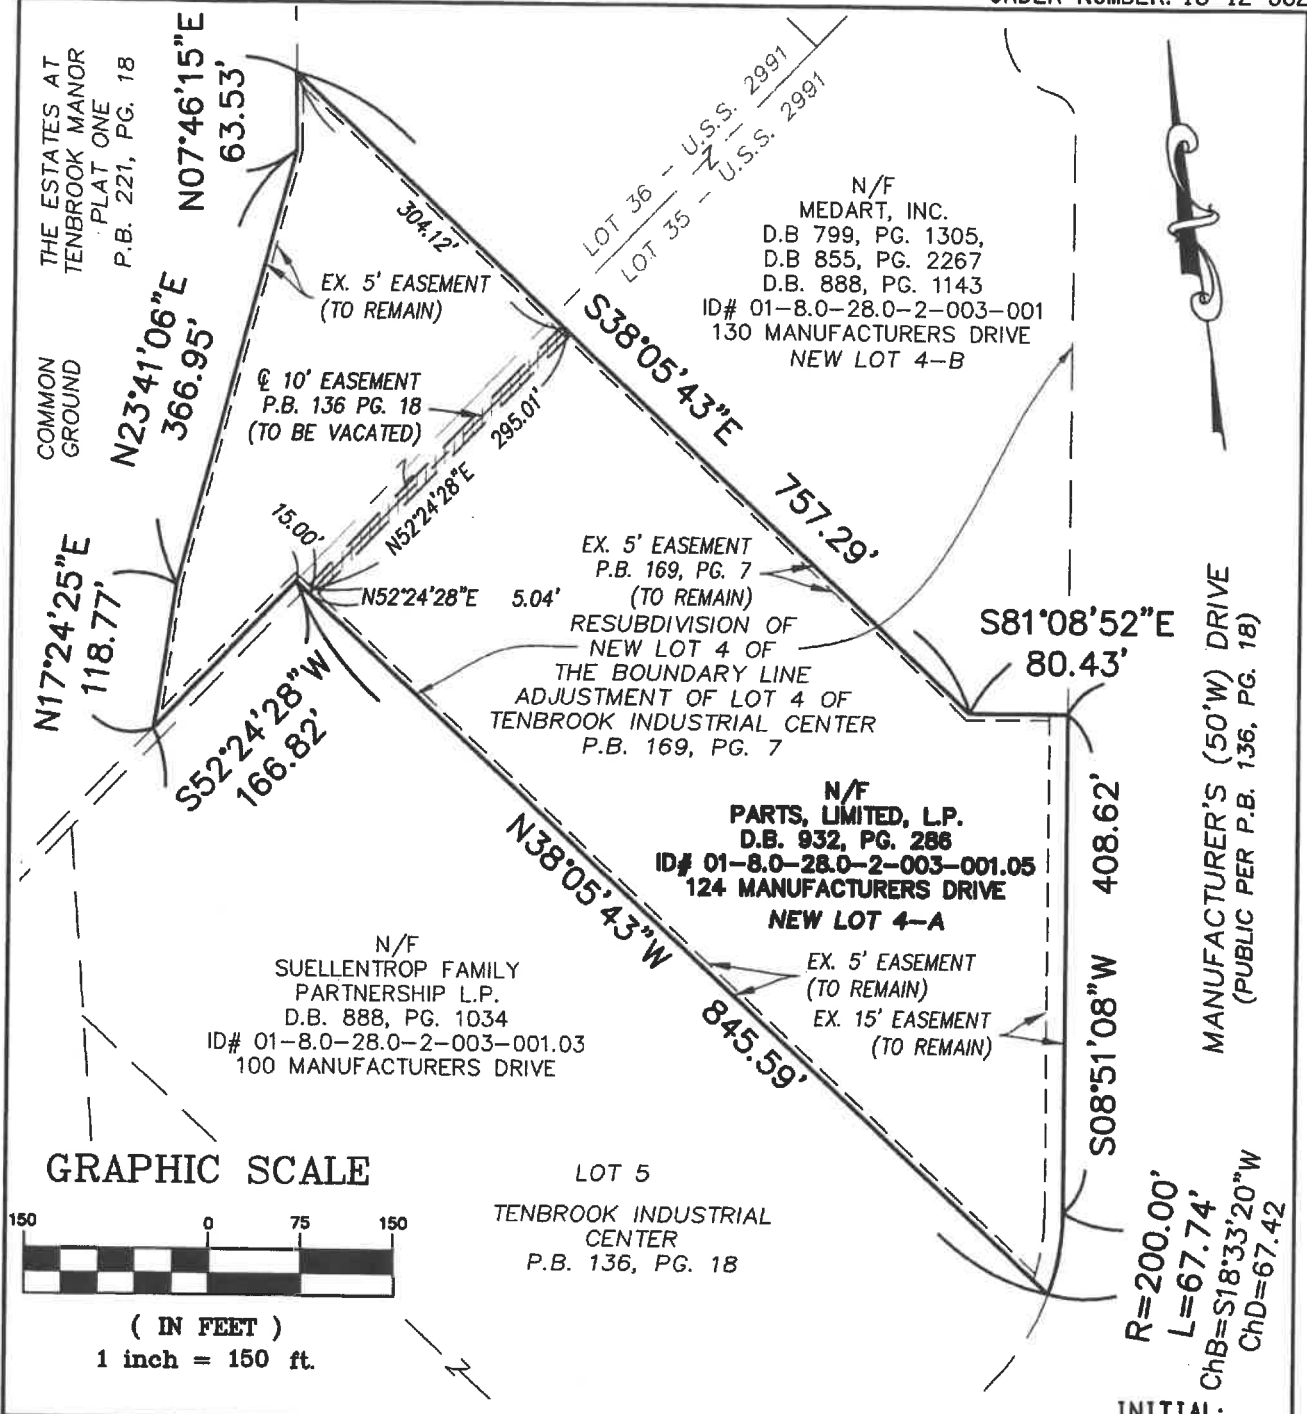 THE ESTATES AT
TENBROOK MANOR
PLAT ONE
P.B. 221, PG. 18
N07°46'15"E
63.53'
304.12'
LOT 36 - U.S.S. 2991
LOT 35 - U.S.S. 2991
N/F
MEDART, INC.
D.B 799, PG. 1305,
D.B 855, PG. 2267
D.B. 888, PG. 1143
ID# 01-8.0-28.0-2-003-001
130 MANUFACTURERS DRIVE
NEW LOT 4-B
EX. 5' EASEMENT
(TO REMAIN)
S38°05'43"E
757.29'
COMMON
GROUND
N23°41'06"E
366.95'
℄ 10' EASEMENT
P.B. 136 PG. 18
(TO BE VACATED)
295.01'
N52°24'28"E
15.00'
N52°24'28"E 5.04'
EX. 5' EASEMENT
P.B. 169, PG. 7
(TO REMAIN)
RESUBDIVISION OF
NEW LOT 4 OF
THE BOUNDARY LINE
ADJUSTMENT OF LOT 4 OF
TENBROOK INDUSTRIAL CENTER
P.B. 169, PG. 7
N17°24'25"E
118.77'
S52°24'28"W
166.82'
S81°08'52"E
80.43'
MANUFACTURER'S (50'W) DRIVE
(PUBLIC PER P.B. 136, PG. 18)
N/F
PARTS, LIMITED, L.P.
D.B. 932, PG. 286
ID# 01-8.0-28.0-2-003-001.05
124 MANUFACTURERS DRIVE
NEW LOT 4-A
N38°05'43"W
845.59'
EX. 5' EASEMENT
(TO REMAIN)
EX. 15' EASEMENT
(TO REMAIN)
S08°51'08"W 408.62'
N/F
SUELLENTROP FAMILY
PARTNERSHIP L.P.
D.B. 888, PG. 1034
ID# 01-8.0-28.0-2-003-001.03
100 MANUFACTURERS DRIVE
LOT 5
TENBROOK INDUSTRIAL
CENTER
P.B. 136, PG. 18
R=200.00'
L=67.74'
ChB=S18°33'20"W
ChD=67.42
GRAPHIC SCALE
150 0 75 150
( IN FEET )
1 inch = 150 ft.
INITIAL: